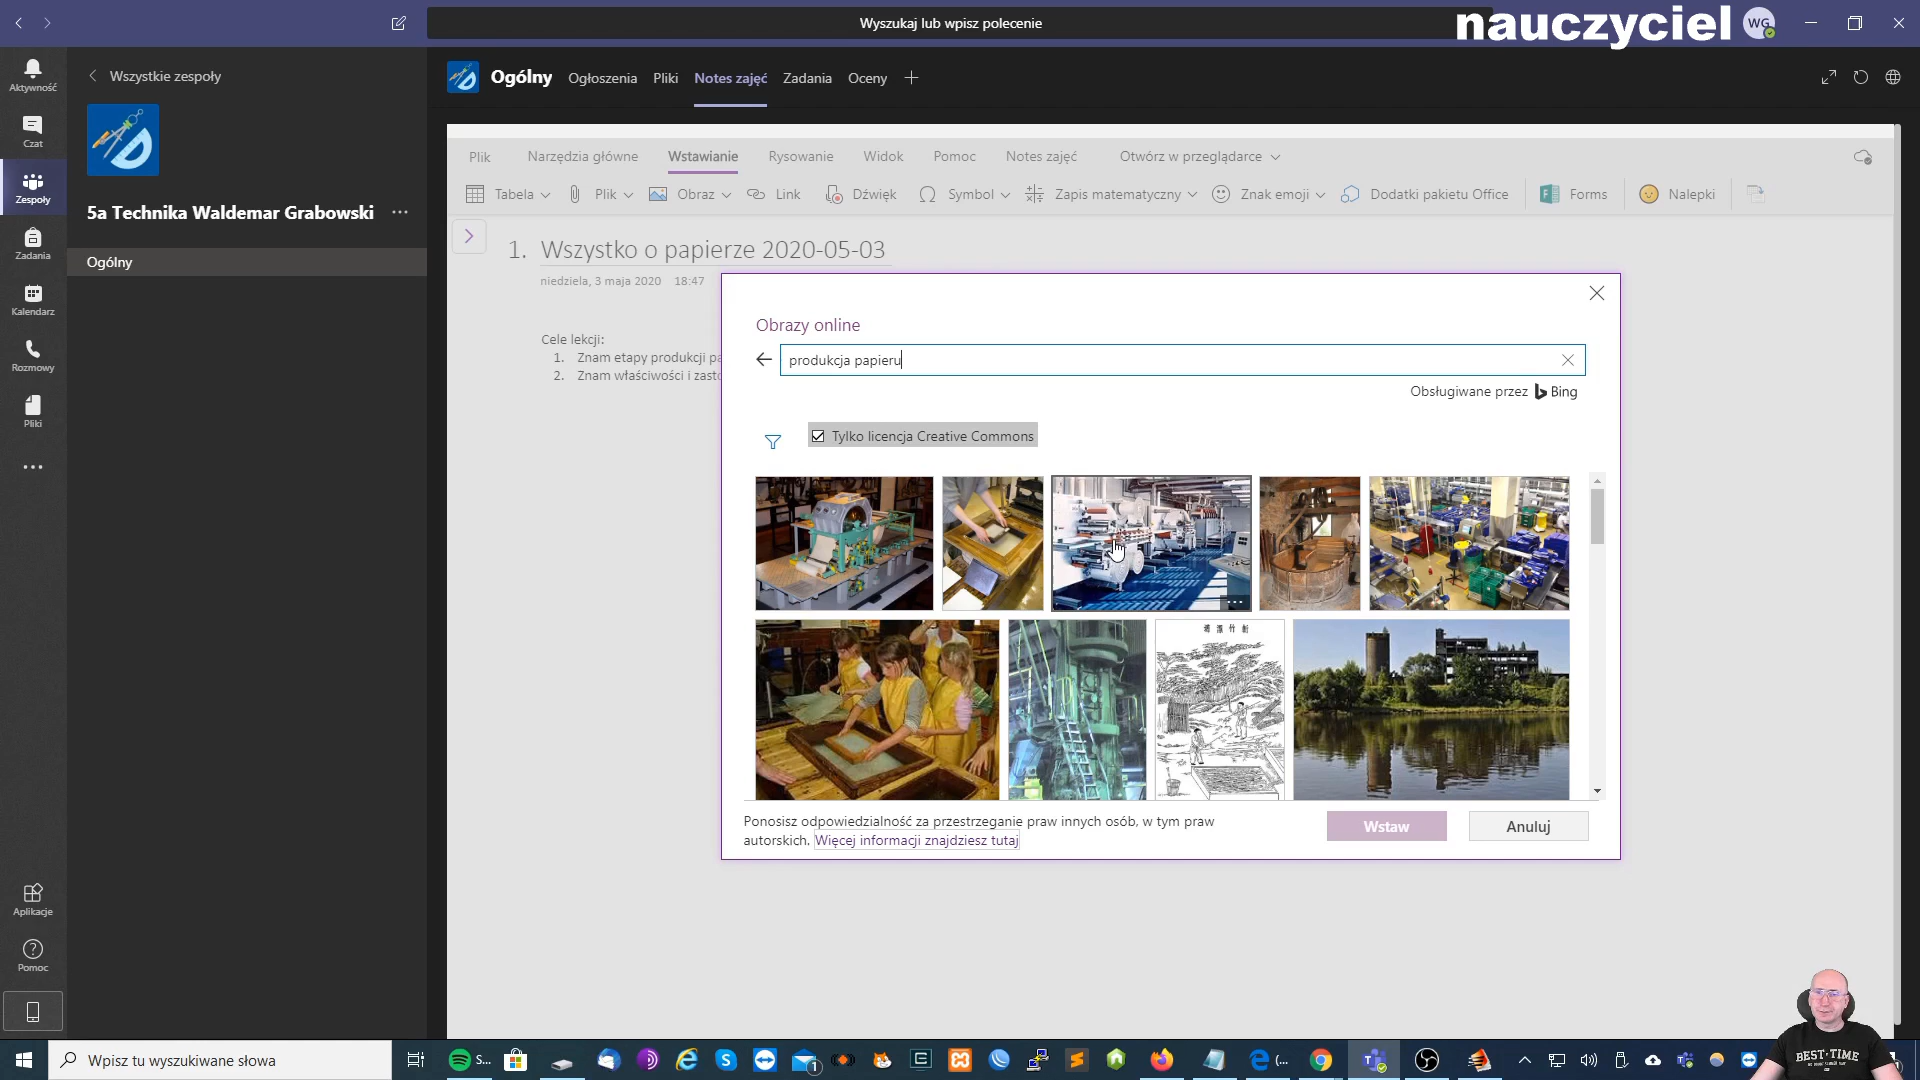 Wyszukaj lub wpisz polecenie
nauczyciel
WG
Aktywność
Czat
Zespoły
Zadania
Kalendarz
Rozmowy
Pliki
Aplikacje
Pomoc
Wszystkie zespoły
5a Technika Waldemar Grabowski
Ogólny
Ogólny Ogłoszenia Pliki Notes zajęć Zadania Oceny
Plik Narzędzia główne Wstawianie Rysowanie Widok Pomoc Notes zajęć Otwórz w przeglądarce
Tabela Plik Obraz Link Dźwięk Symbol Zapis matematyczny Znak emoji Dodatki pakietu Office Forms Nalepki
1. Wszystko o papierze 2020-05-03
niedziela, 3 maja 2020 18:47
Cele lekcji:
1. Znam etapy produkcji pa
2. Znam właściwości i zasto
Obrazy online
produkcja papieru
Obsługiwane przez Bing
Tylko licencja Creative Commons
Ponosisz odpowiedzialność za przestrzeganie praw innych osób, w tym praw
autorskich. Więcej informacji znajdziesz tutaj
Wstaw
Anuluj
Wpisz tu wyszukiwane słowa
S...
1
(...
BEST·TIME